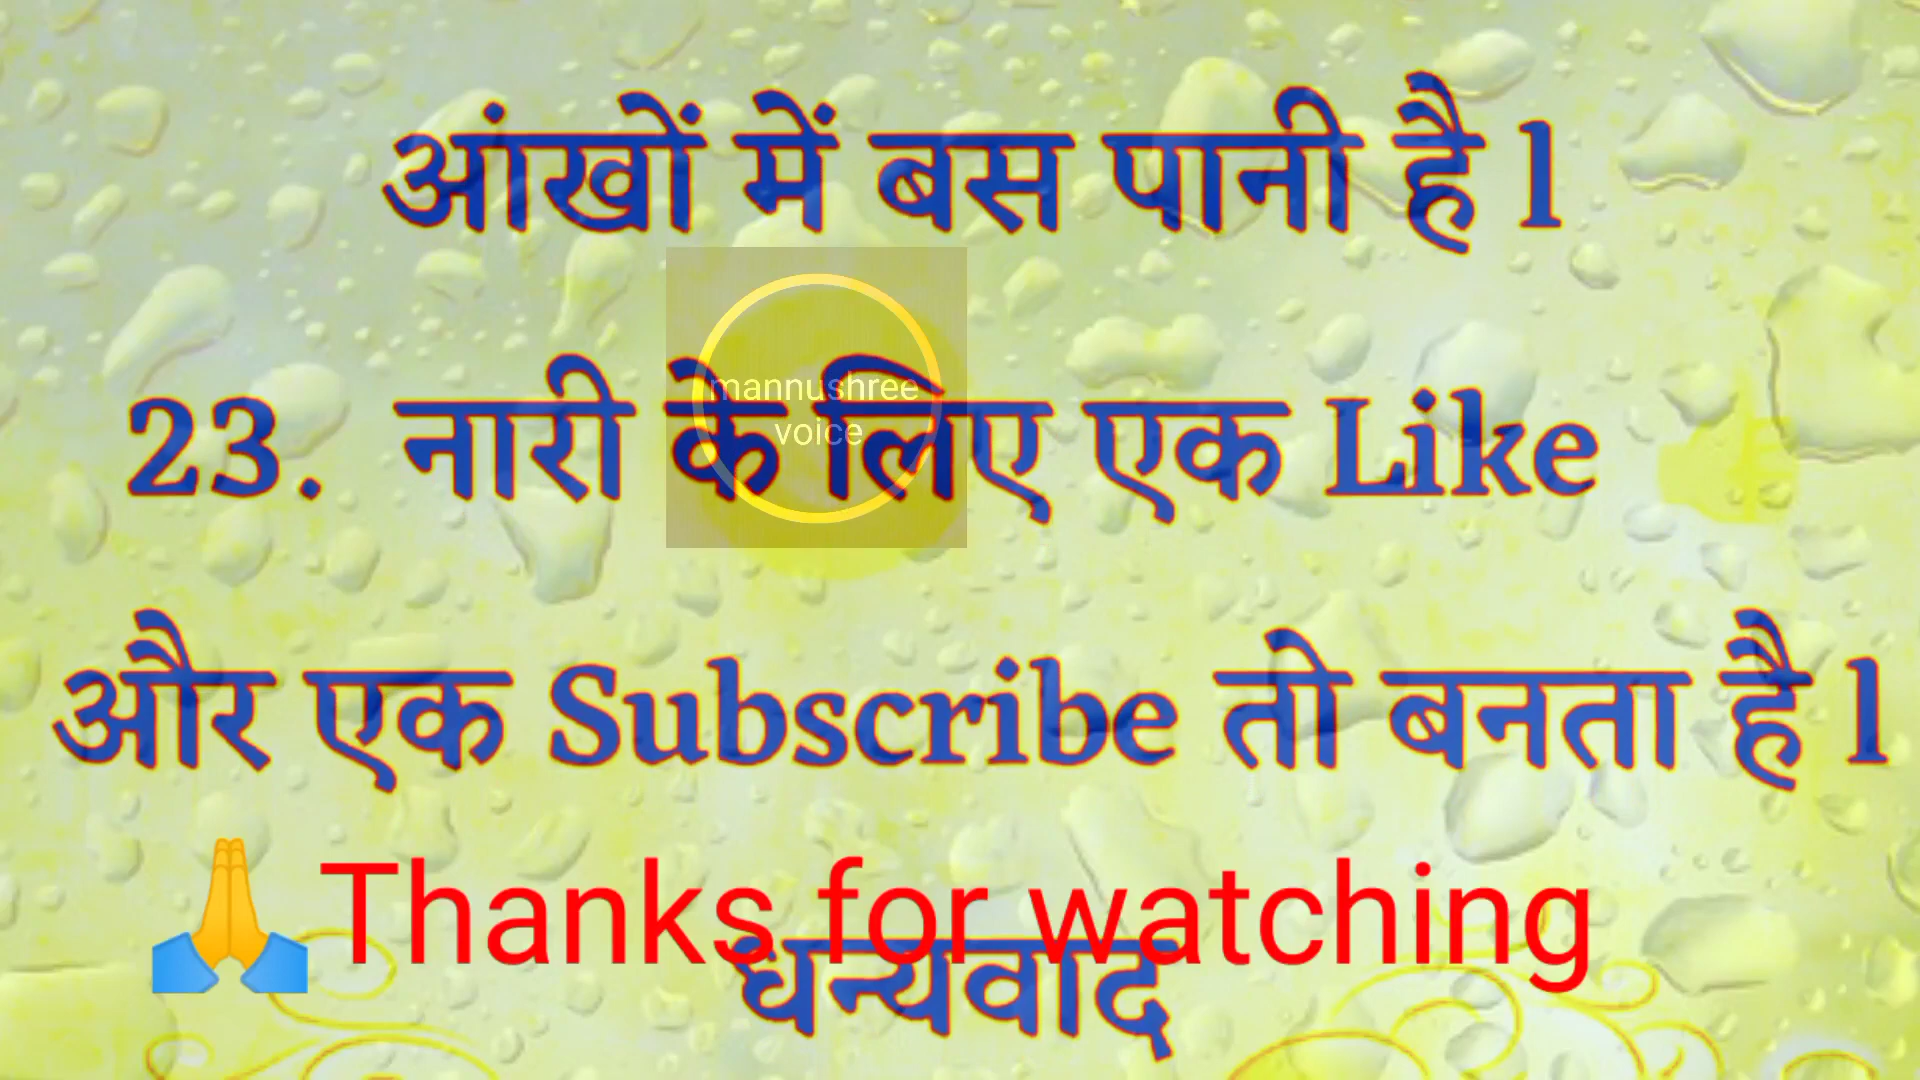 आंखों में बस पानी है l
mannushree
voice
23. नारी के लिए एक Like
और एक Subscribe तो बनता है l
🙏Thanks for watching
धन्यवाद